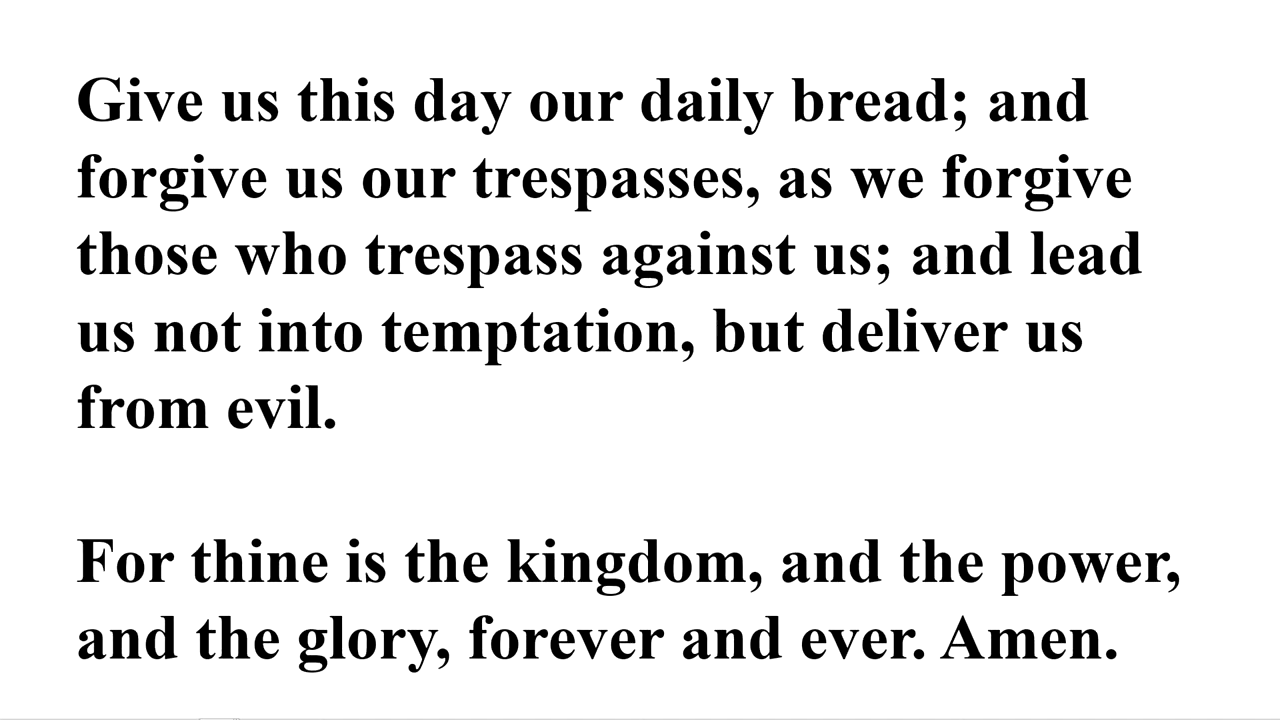 Give us this day our daily bread; and
forgive us our trespasses, as we forgive
those who trespass against us; and lead
us not into temptation, but deliver us
from evil.
For thine is the kingdom, and the power,
and the glory, forever and ever. Amen.